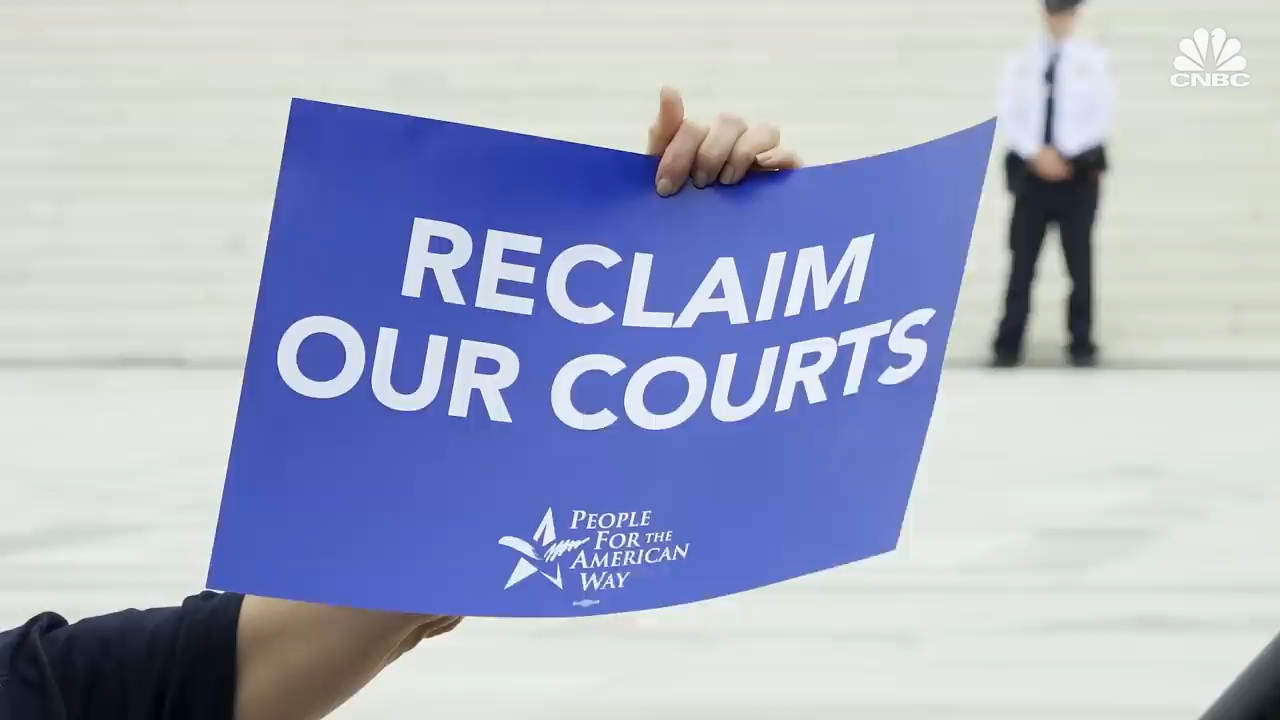 CNBC
RECLAIM
OUR COURTS
PEOPLE
FOR THE
AMERICAN
WAY